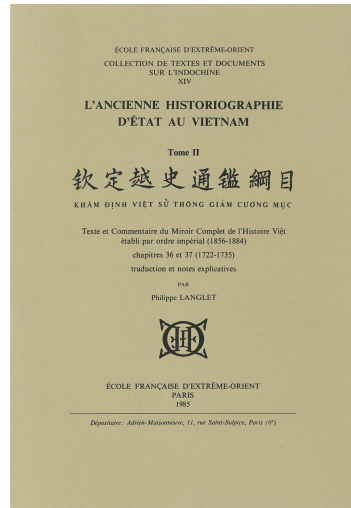 ÉCOLE FRANÇAISE D'EXTRÊME-ORIENT
COLLECTION DE TEXTES ET DOCUMENTS
SUR L'INDOCHINE
XIV
L'ANCIENNE HISTORIOGRAPHIE
D'ÉTAT AU VIETNAM
Tome II
欽定越史通鑑綱目
KHÂM ĐỊNH VIỆT SỬ THÔNG GIÁM CƯƠNG MỤC
Texte et Commentaire du Miroir Complet de l'Histoire Việt
établi par ordre impérial (1856-1884)
chapitres 36 et 37 (1722-1735)
traduction et notes explicatives
PAR
Philippe LANGLET
ÉCOLE FRANÇAISE D'EXTRÊME-ORIENT
PARIS
1985
Dépositaire: Adrien-Maisonneuve, 11, rue Saint-Sulpice, Paris (6e)